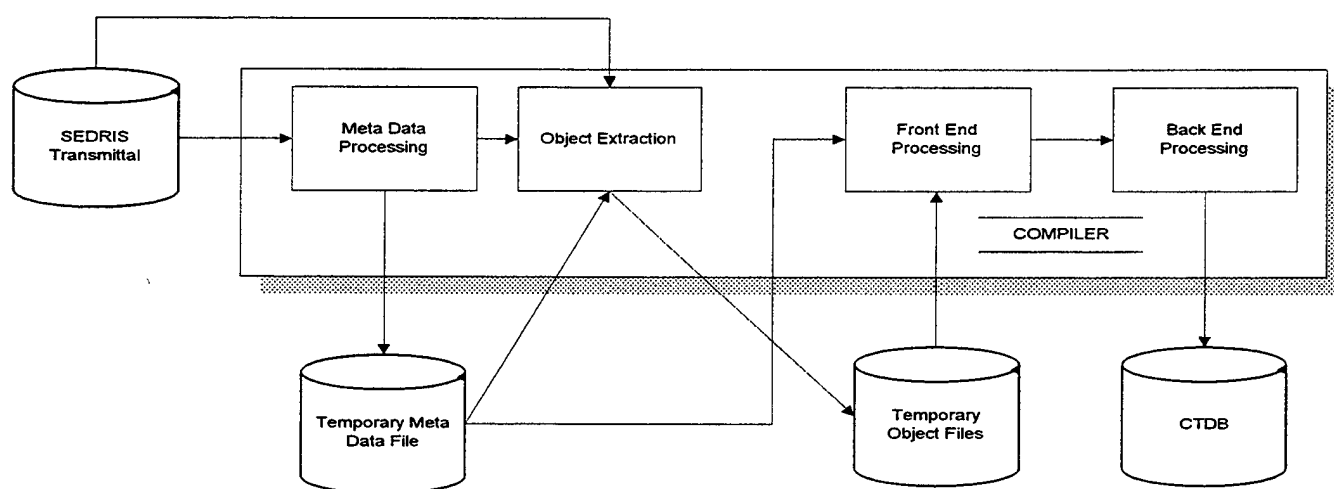 SEDRIS
Transmittal
Meta Data
Processing
Object Extraction
Front End
Processing
Back End
Processing
COMPILER
Temporary Meta
Data File
Temporary
Object Files
CTDB